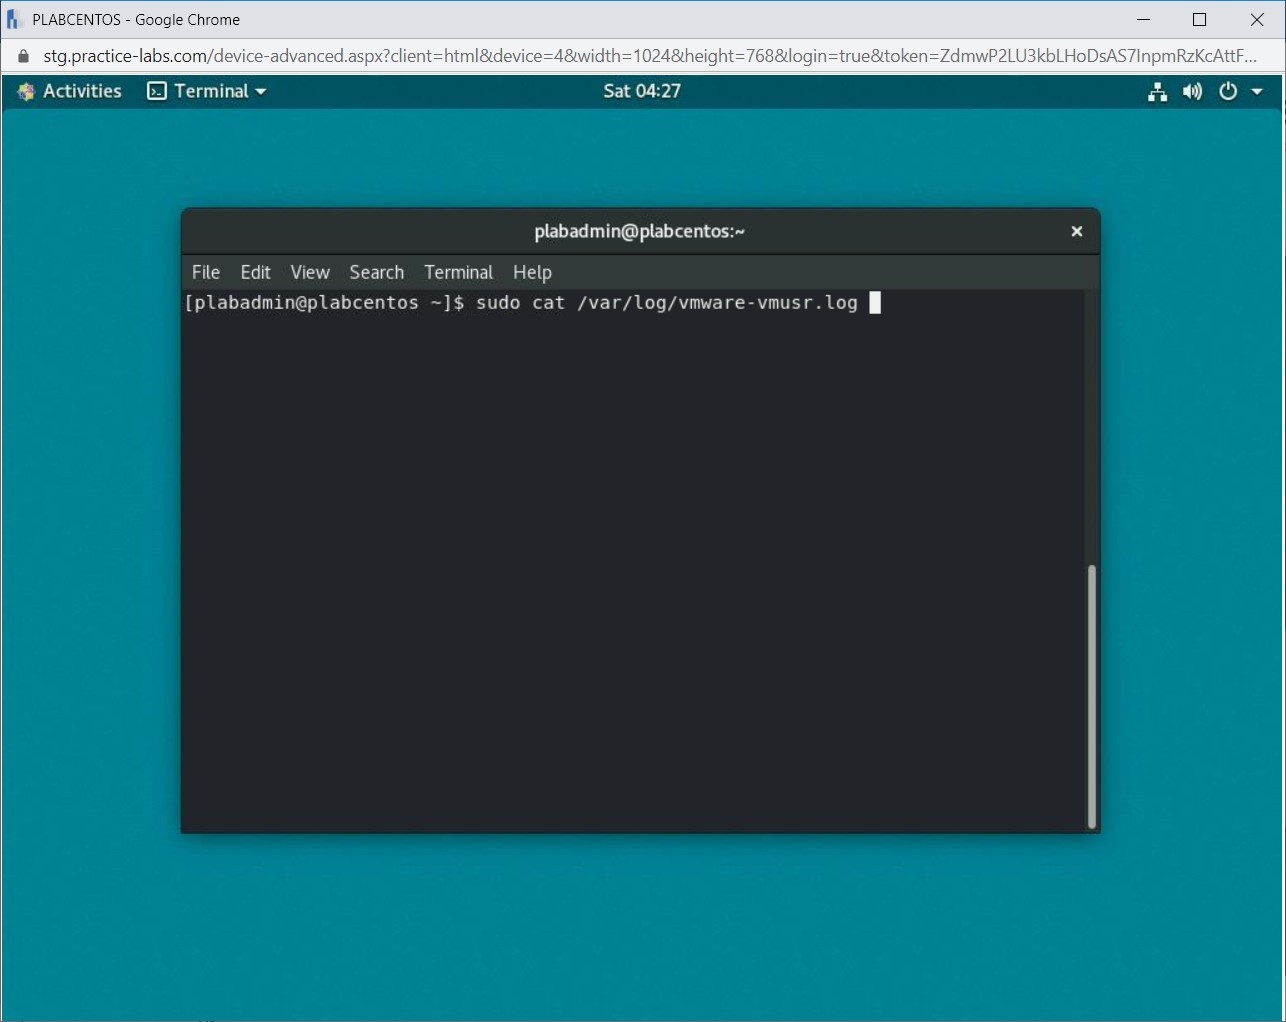 PLABCENTOS - Google Chrome
stg.practice-labs.com/device-advanced.aspx?client=html&device=4&width=1024&height=768&login=true&token=ZdmwP2LU3kbLHoDsAS7InpmRzKcAttF...
Activities Terminal Sat 04:27
plabadmin@plabcentos:~
File Edit View Search Terminal Help
[plabadmin@plabcentos ~]$ sudo cat /var/log/vmware-vmusr.log